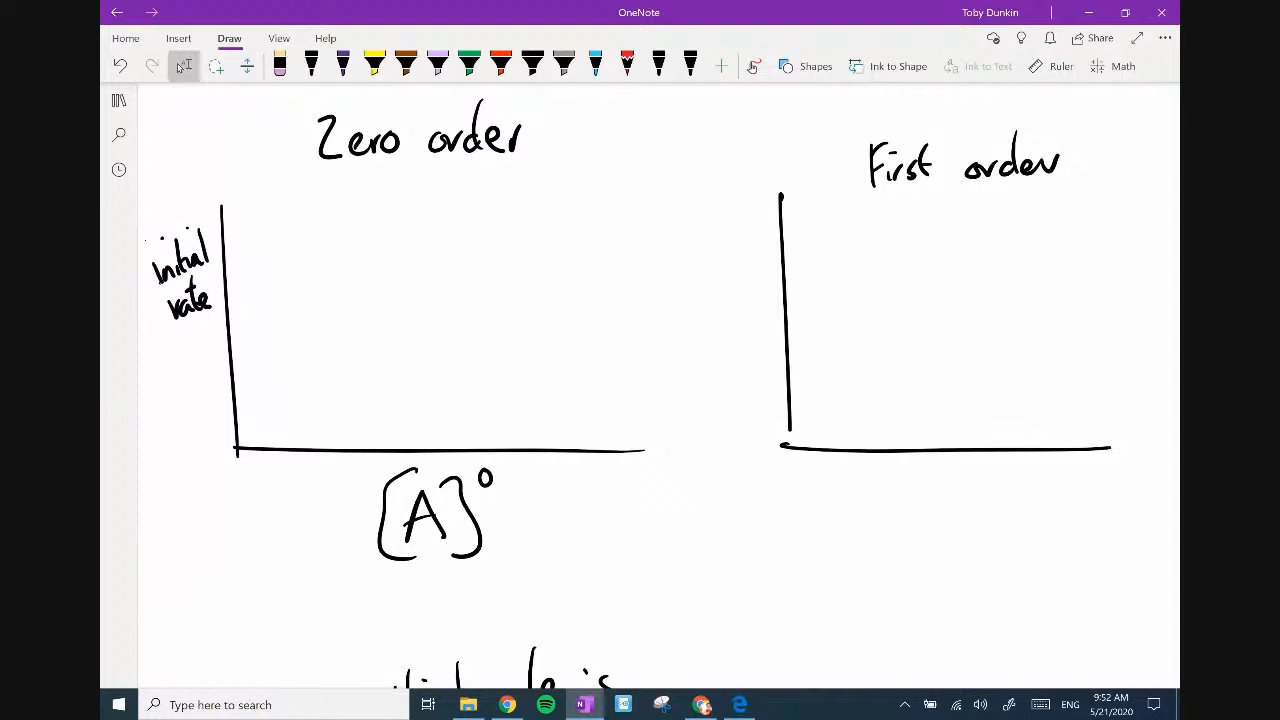 OneNote
Toby Dunkin
Home Insert Draw View Help
Share
Shapes Ink to Shape Ink to Text Ruler Math
Zero order
First order
initial
rate
[A]⁰
Type here to search
ENG
9:52 AM
5/21/2020